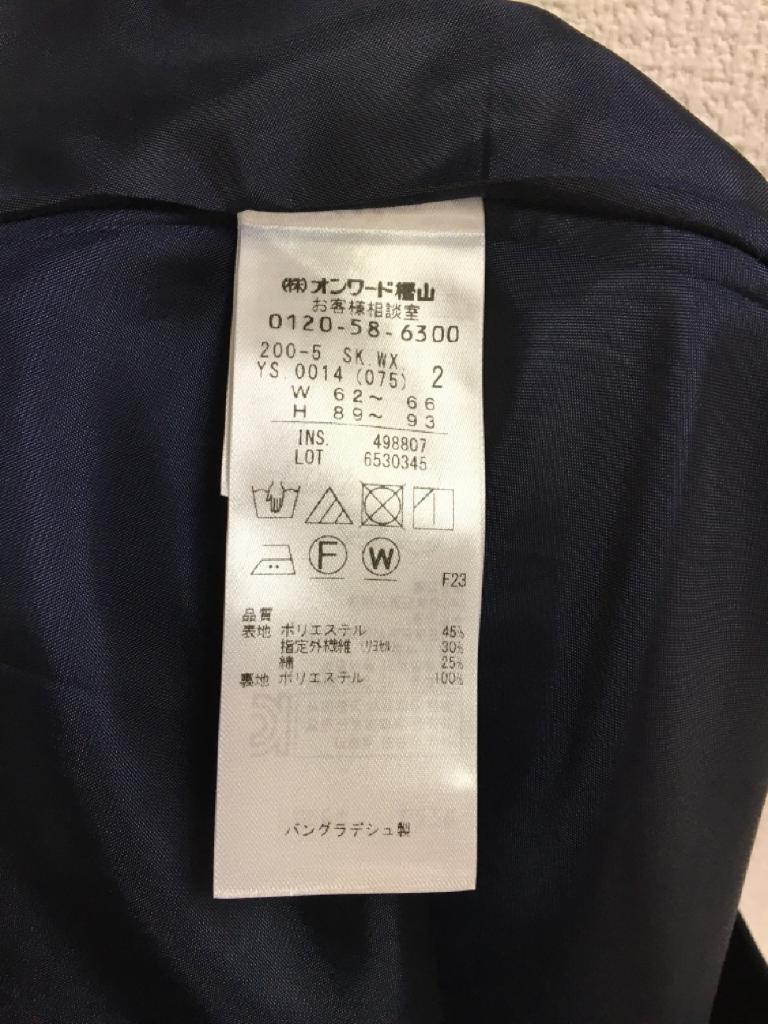 (株)オンワード樫山
お客様相談室
0120-58-6300
200-5 SK.WX.
YS.0014 (075) 2
W 62～ 66
H 89～ 93
INS. 498807
LOT 6530345
F W
F23
品質
表地 ポリエステル 45%
指定外繊維 (リヨセル) 30%
綿 25%
裏地 ポリエステル 100%
バングラデシュ製